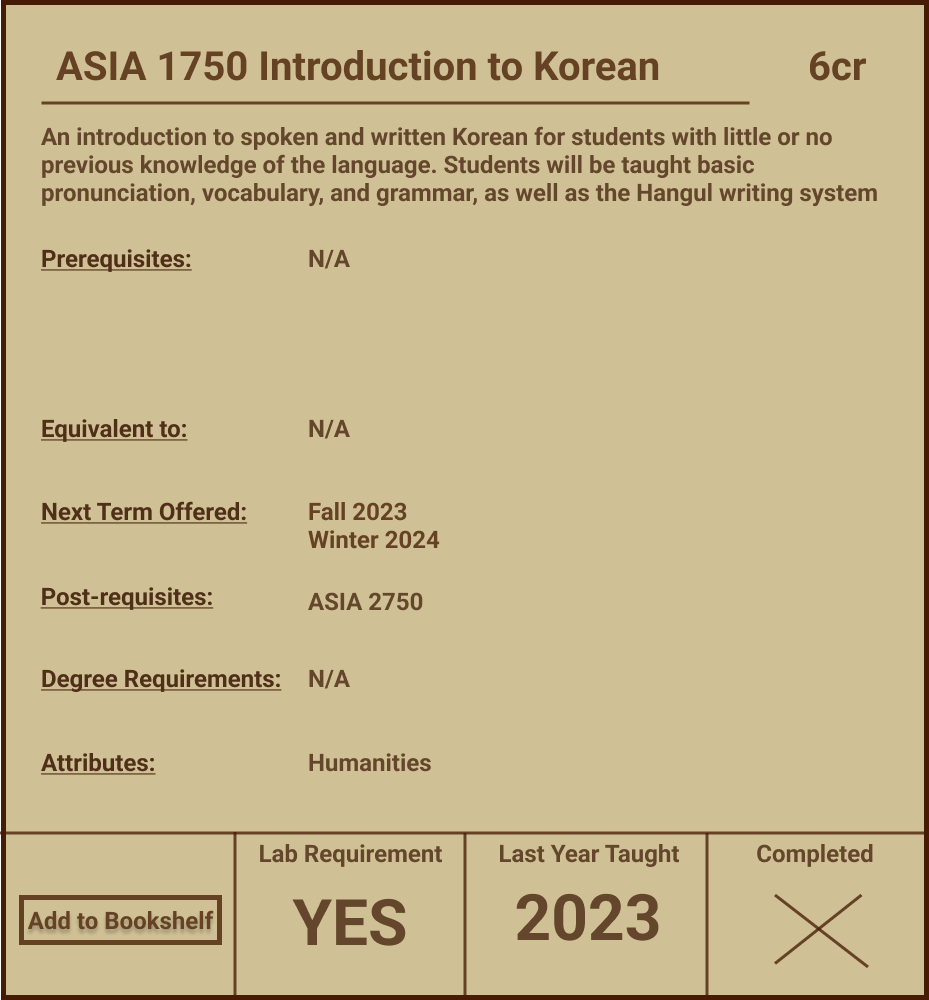 ASIA 1750 Introduction to Korean 6cr
An introduction to spoken and written Korean for students with little or no
previous knowledge of the language. Students will be taught basic
pronunciation, vocabulary, and grammar, as well as the Hangul writing system
Prerequisites: N/A
Equivalent to: N/A
Next Term Offered: Fall 2023
Winter 2024
Post-requisites: ASIA 2750
Degree Requirements: N/A
Attributes: Humanities
Add to Bookshelf
Lab Requirement
YES
Last Year Taught
2023
Completed